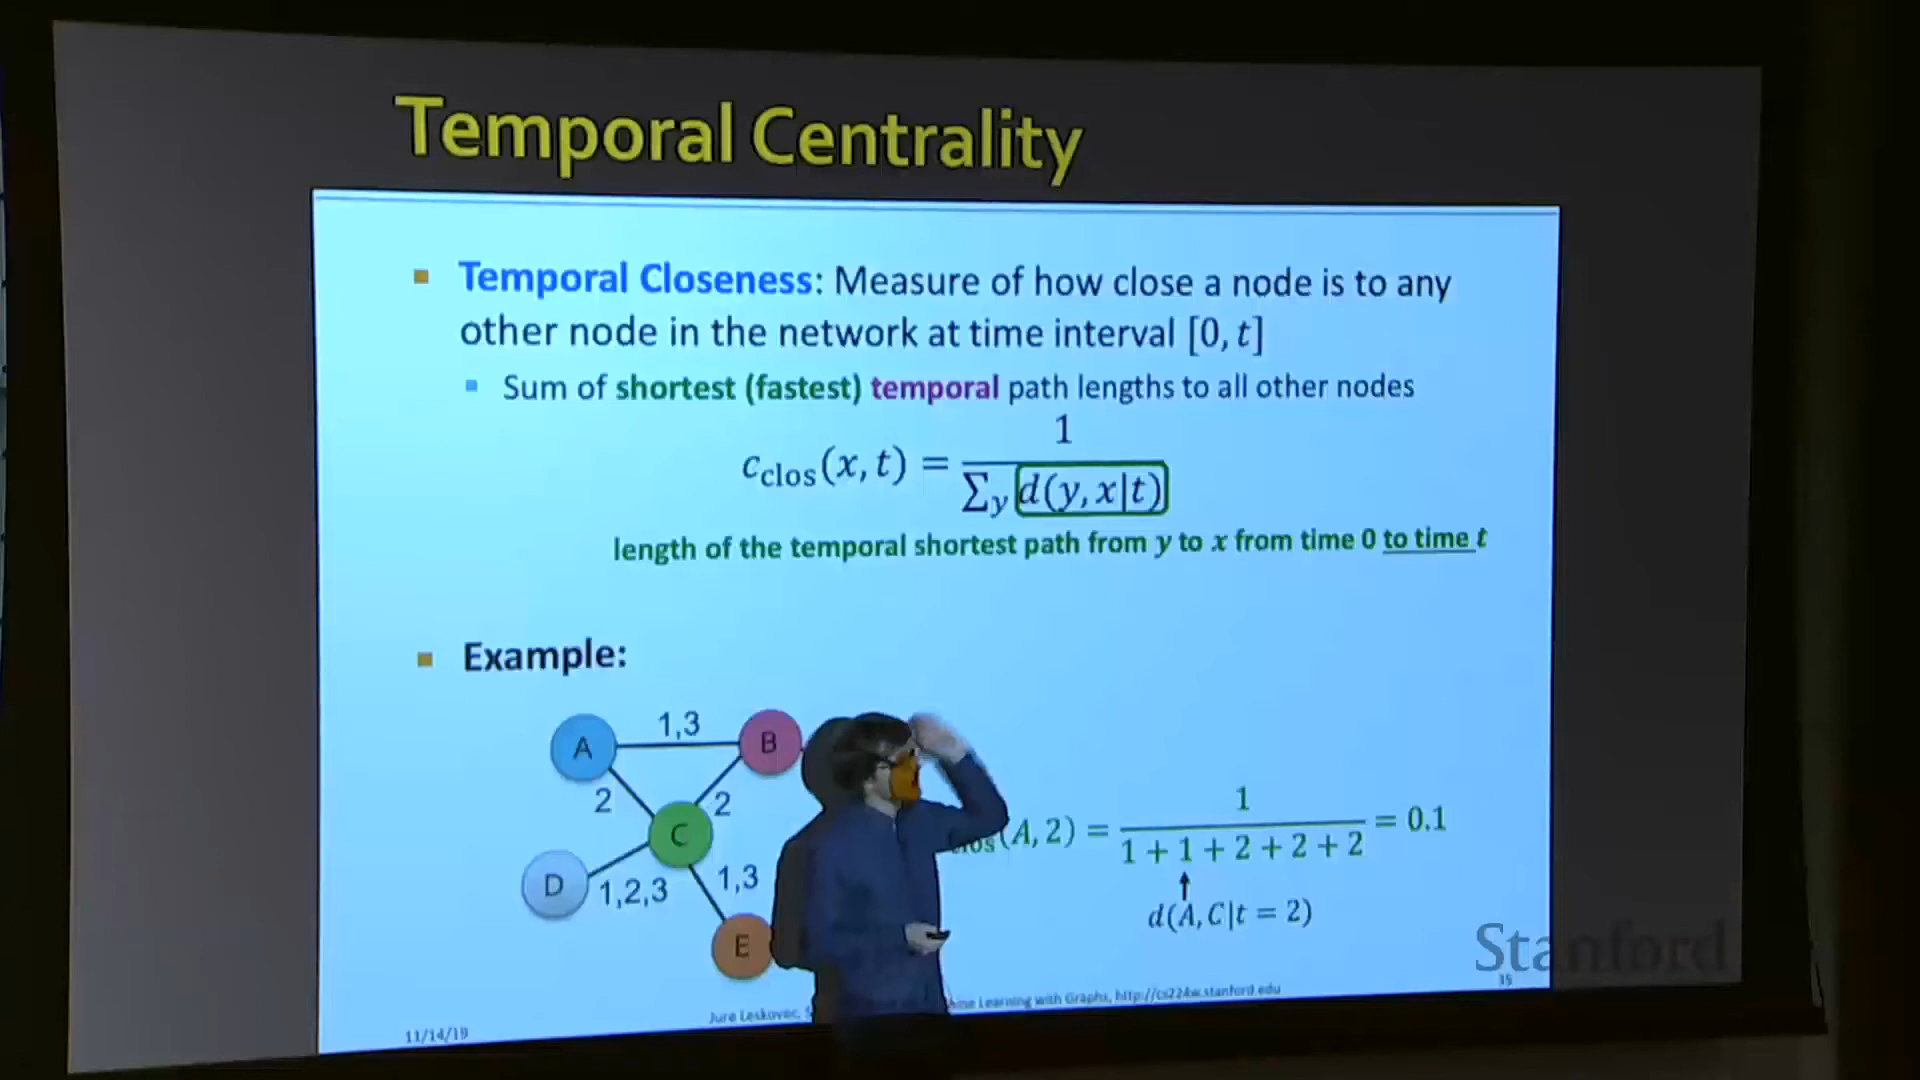 Temporal Centrality
Temporal Closeness: Measure of how close a node is to any
other node in the network at time interval [0, t]
Sum of shortest (fastest) temporal path lengths to all other nodes
c_clos(x, t) = 1 / Σ_y d(y, x|t)
length of the temporal shortest path from y to x from time 0 to time t
Example:
A 1,3 B
2 2
C
D 1,2,3 1,3
E
(A, 2) = 1 / 1 + 1 + 2 + 2 + 2 = 0.1
d(A, C|t = 2)
Stanford
11/14/19
Jure Leskovec, Learning with Graphs, http://cs224w.stanford.edu